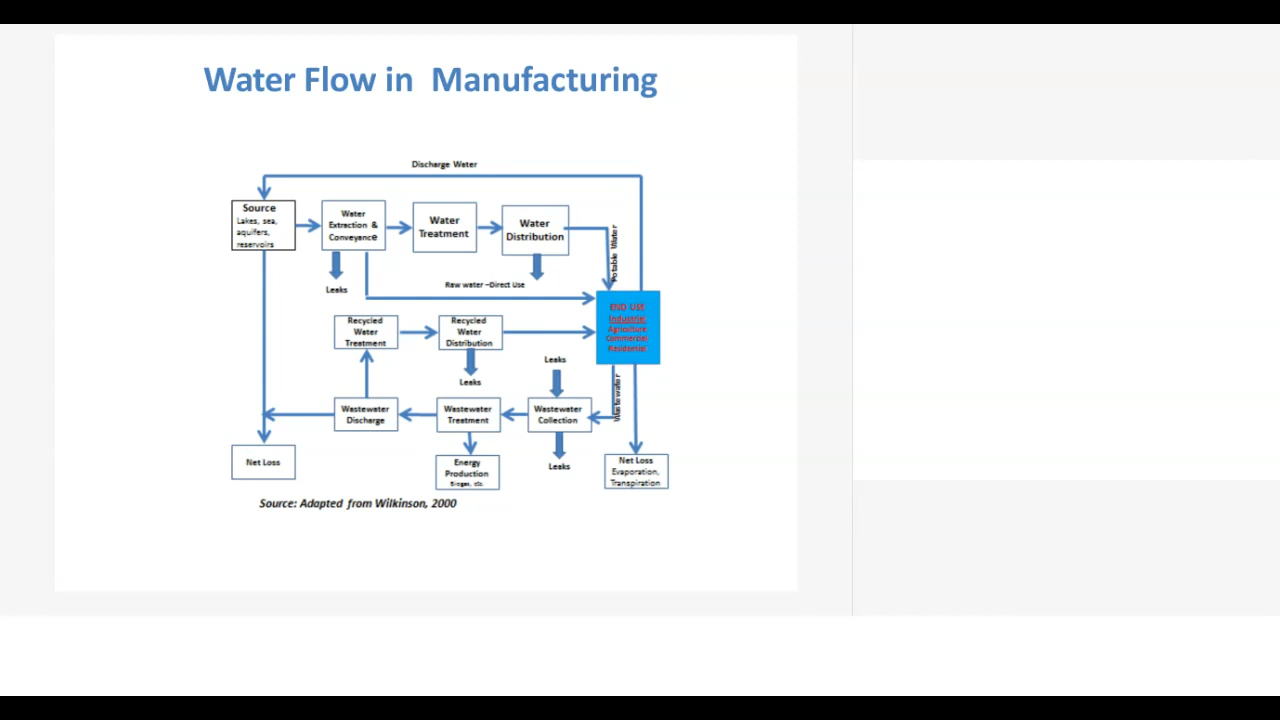 Water Flow in Manufacturing
Discharge Water
Source
Lakes, sea,
aquifers,
reservoirs
Water
Extraction &
Conveyance
Water
Treatment
Water
Distribution
Potable Water
Leaks
Raw water –Direct Use
END USE
Industrial
Agriculture
Commercial
Residential
Recycled
Water
Treatment
Recycled
Water
Distribution
Leaks
Leaks
Wastewater
Wastewater
Discharge
Wastewater
Treatment
Wastewater
Collection
Net Loss
Energy
Production
Biogas, etc.
Leaks
Net Loss
Evaporation,
Transpiration
Source: Adapted from Wilkinson, 2000